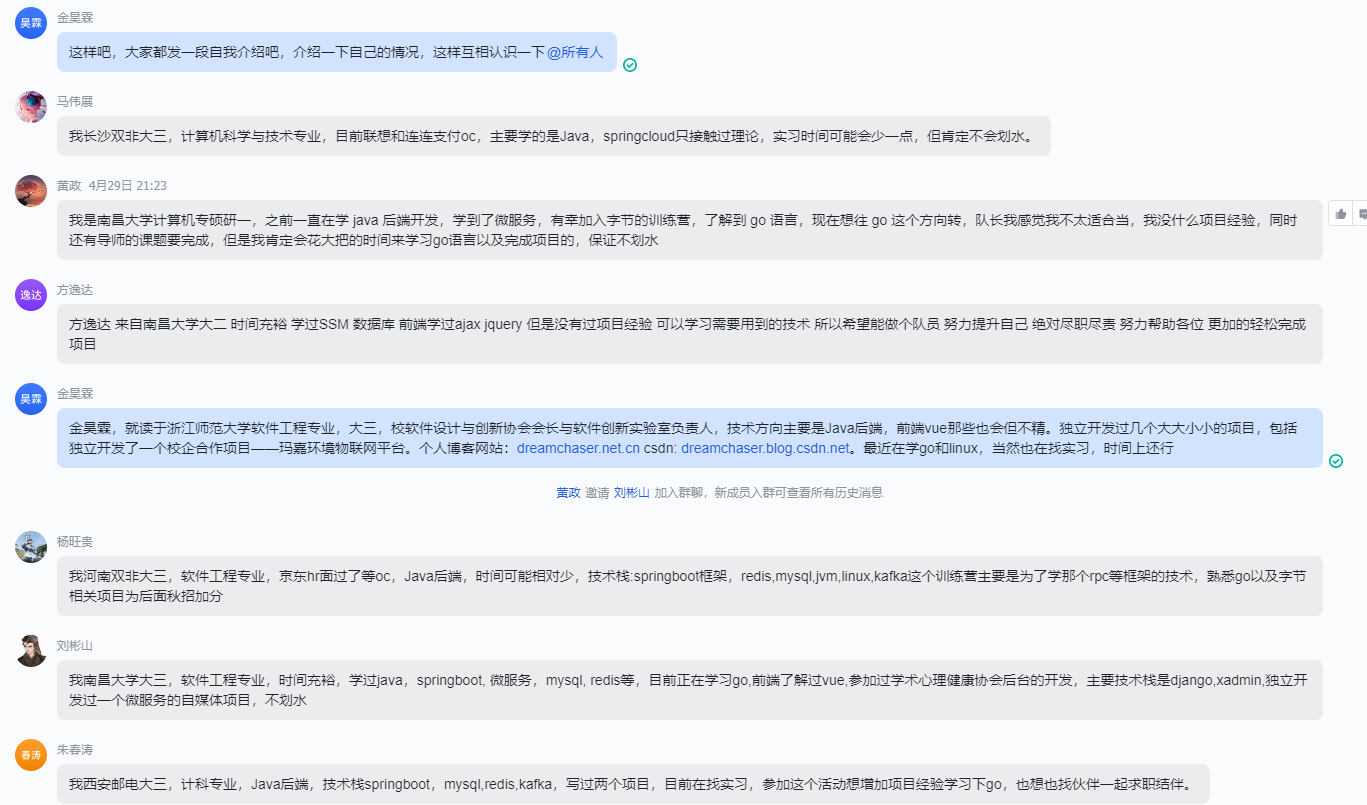 昊霖
金昊霖
这样吧，大家都发一段自我介绍吧，介绍一下自己的情况，这样互相认识一下 @所有人
马伟展
我长沙双非大三，计算机科学与技术专业，目前联想和连连支付oc，主要学的是Java，springcloud只接触过理论，实习时间可能会少一点，但肯定不会划水。
黄政 4月29日 21:23
我是南昌大学计算机专硕研一，之前一直在学 java 后端开发，学到了微服务，有幸加入字节的训练营，了解到 go 语言，现在想往 go 这个方向转，队长我感觉我不太适合当，我没什么项目经验，同时
还有导师的课题要完成，但是我肯定会花大把的时间来学习go语言以及完成项目的，保证不划水
逸达
方逸达
方逸达 来自南昌大学大二 时间充裕 学过SSM 数据库 前端学过ajax jquery 但是没有过项目经验 可以学习需要用到的技术 所以希望能做个队员 努力提升自己 绝对尽职尽责 努力帮助各位 更加的轻松完成
项目
昊霖
金昊霖
金昊霖，就读于浙江师范大学软件工程专业，大三，校软件设计与创新协会会长与软件创新实验室负责人，技术方向主要是Java后端，前端vue那些也会但不精。独立开发过几个大大小小的项目，包括
独立开发了一个校企合作项目——玛嘉环境物联网平台。个人博客网站：dreamchaser.net.cn csdn: dreamchaser.blog.csdn.net。最近在学go和linux，当然也在找实习，时间上还行
黄政 邀请 刘彬山 加入群聊，新成员入群可查看所有历史消息
杨旺贵
我河南双非大三，软件工程专业，京东hr面过了等oc，Java后端，时间可能相对少，技术栈:springboot框架，redis,mysql,jvm,linux,kafka这个训练营主要是为了学那个rpc等框架的技术，熟悉go以及字节
相关项目为后面秋招加分
刘彬山
我南昌大学大三，软件工程专业，时间充裕，学过java，springboot, 微服务，mysql, redis等，目前正在学习go,前端了解过vue,参加过学术心理健康协会后台的开发，主要技术栈是django,xadmin,独立开
发过一个微服务的自媒体项目，不划水
春涛
朱春涛
我西安邮电大三，计科专业，Java后端，技术栈springboot，mysql,redis,kafka，写过两个项目，目前在找实习，参加这个活动想增加项目经验学习下go，也想也找伙伴一起求职结伴。